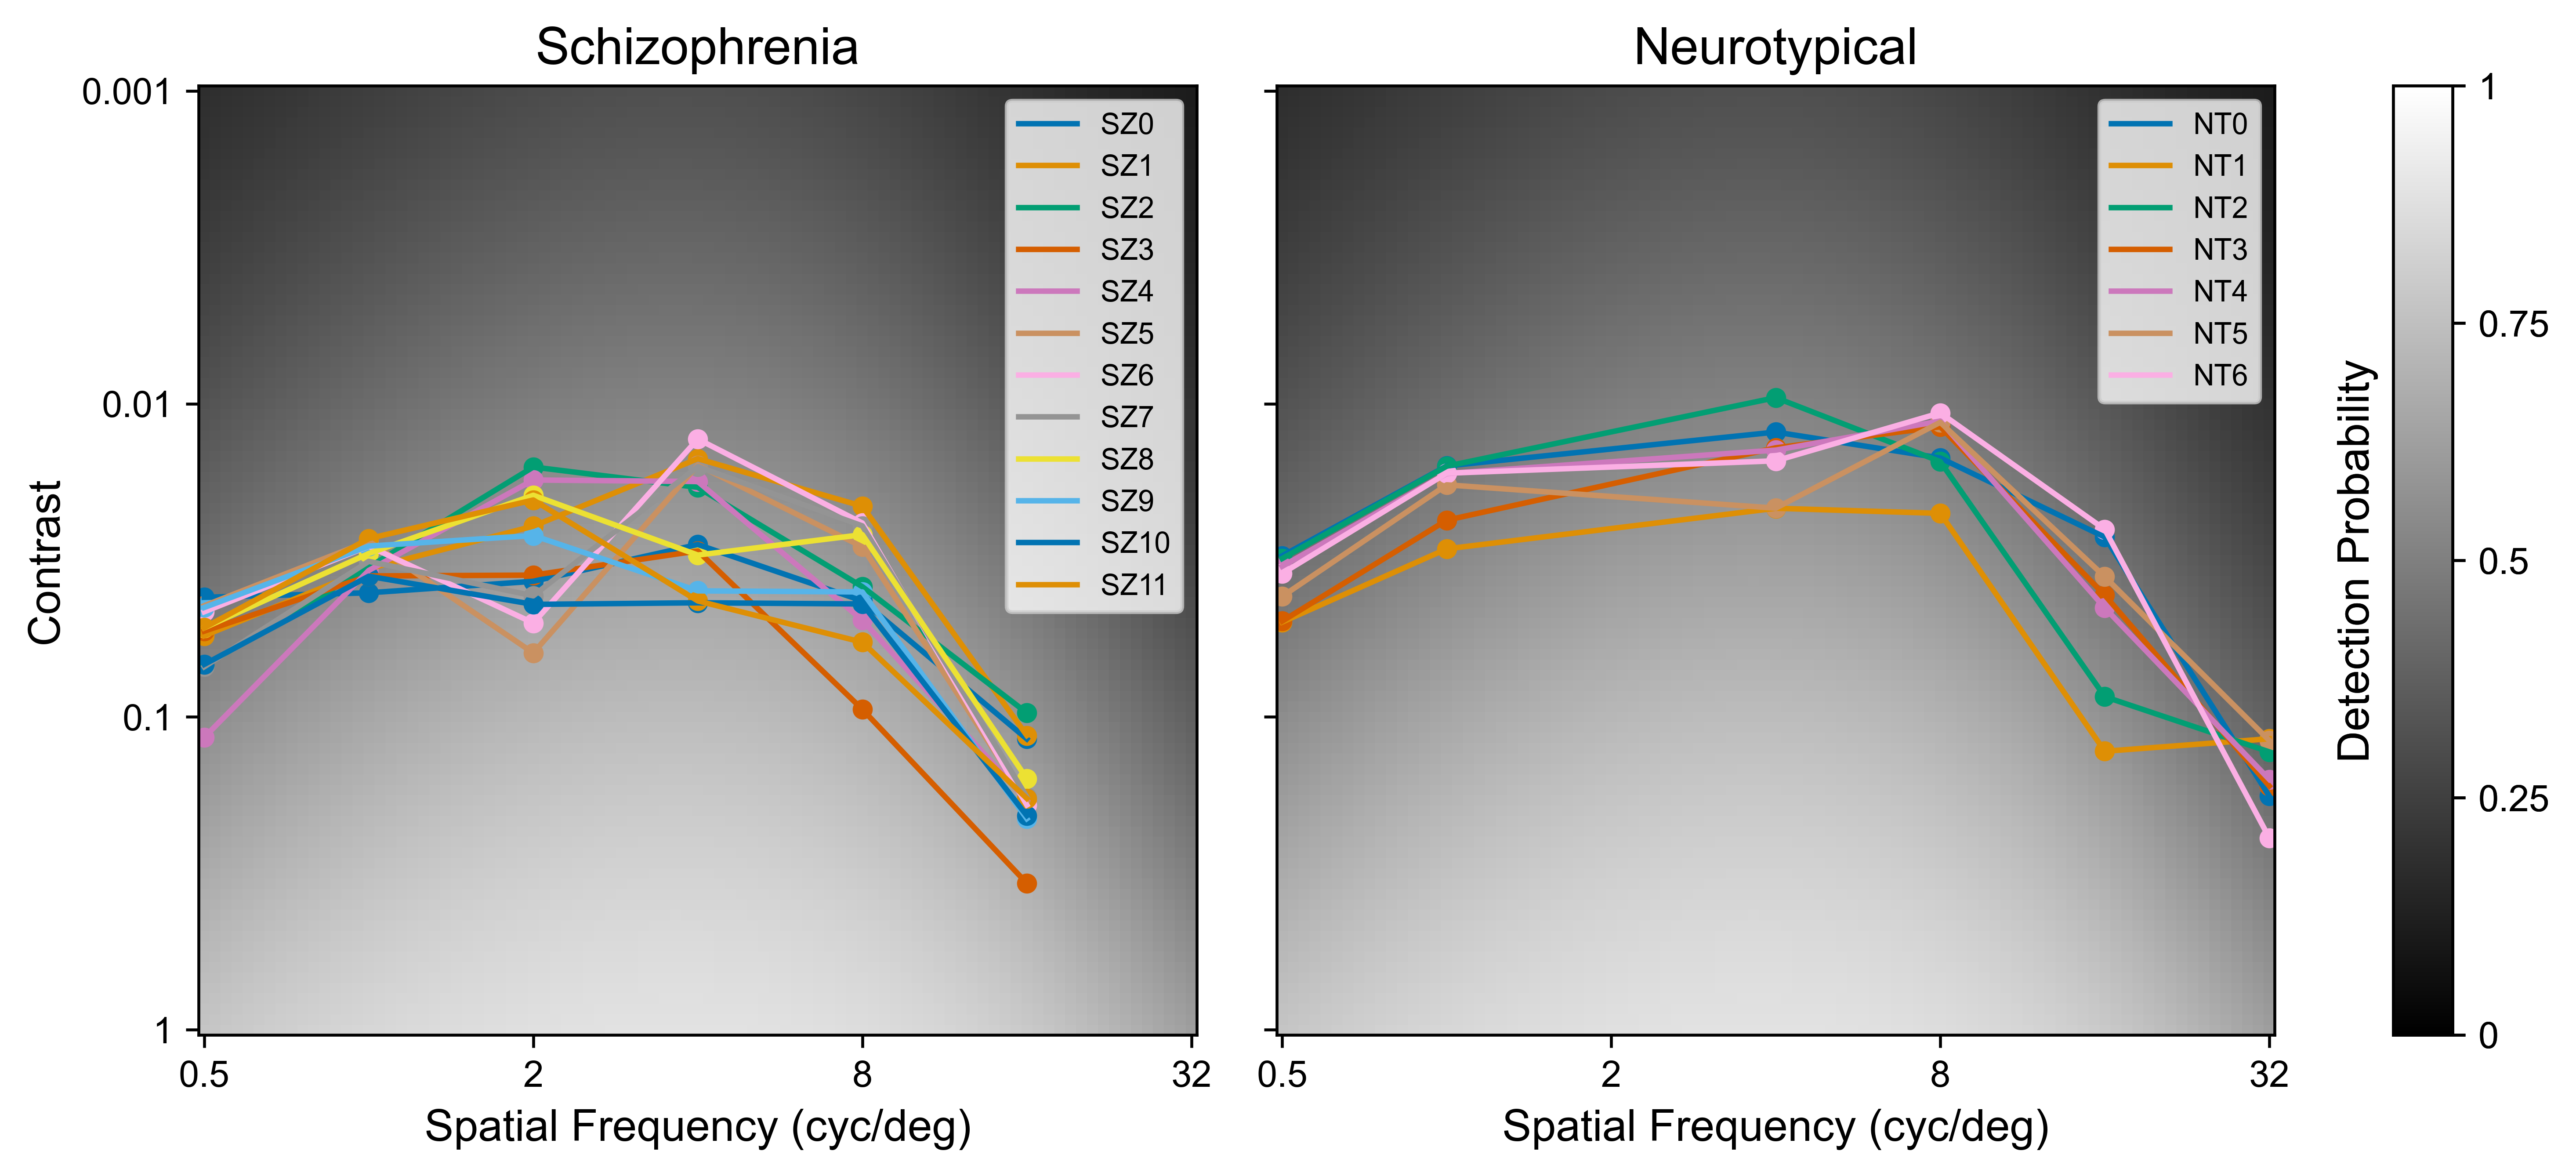 Schizophrenia
Neurotypical
0.001
0.01
0.1
1
Contrast
SZ0
SZ1
SZ2
SZ3
SZ4
SZ5
SZ6
SZ7
SZ8
SZ9
SZ10
SZ11
0.5
2
8
32
Spatial Frequency (cyc/deg)
NT0
NT1
NT2
NT3
NT4
NT5
NT6
0.5
2
8
32
Spatial Frequency (cyc/deg)
Detection Probability
1
0.75
0.5
0.25
0